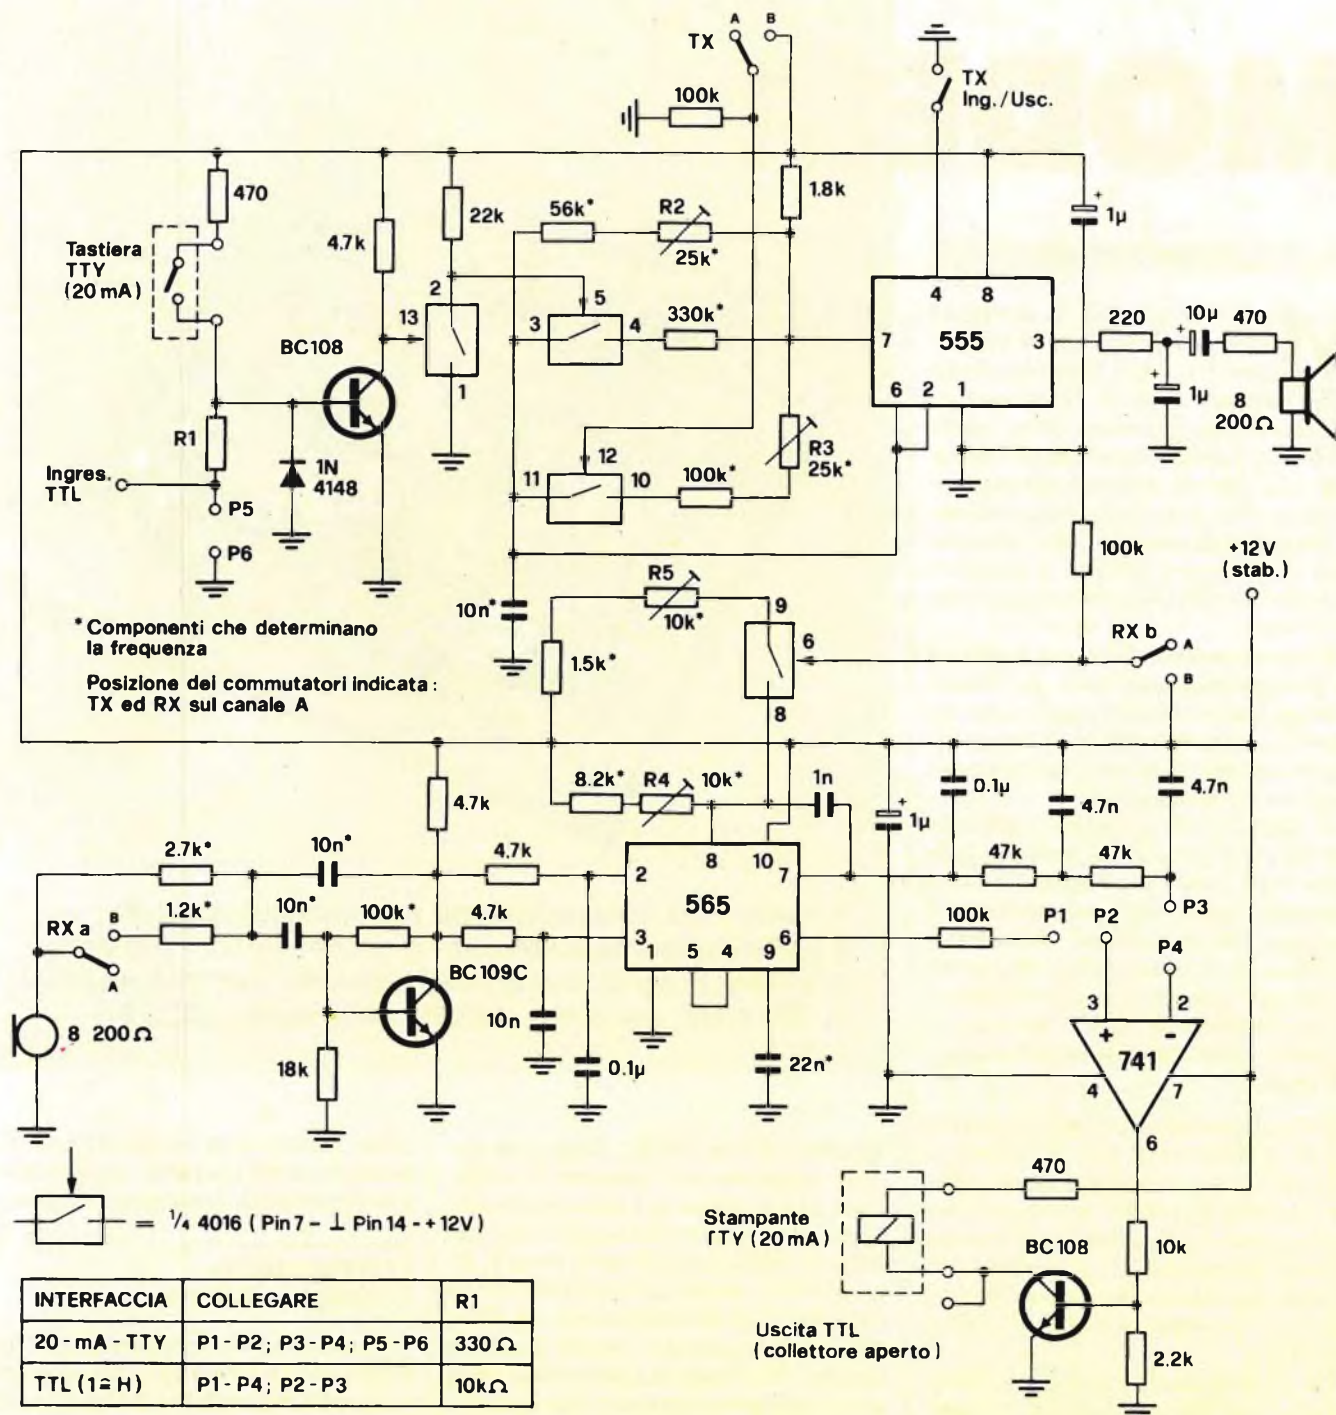 A B
TX
TX
Ing./Usc.
100k
470
1.8k
1µ
22k
56k*
R2
25k*
4.7k
Tastiera
TTY
(20mA)
2
13
1
5
3
4
330k*
4
8
7
555
3
6
2
1
220
10µ
470
1µ
8
200Ω
BC108
R1
1N
4148
Ingres.
TTL
P5
P6
12
11
10
100k*
R3
25k*
100k
+12V
(stab.)
10n*
R5
10k*
9
6
8
1.5k*
RX b
A
B
* Componenti che determinano
la frequenza
Posizione dei commutatori indicata:
TX ed RX sul canale A
8.2k*
R4
10k*
1n
1µ
0.1µ
4.7n
4.7n
4.7k
2.7k*
10n*
4.7k
2
8
10
7
47k
47k
1.2k*
10n*
100k*
4.7k
3
565
6
100k
P1
P2
P3
P4
RX a
B
A
1
5
4
9
BC109C
8 200Ω
18k
10n
0.1µ
22n*
3
2
+
-
741
4
7
6
= 1/4 4016 (Pin7 - ⊥ Pin 14 - +12V)
470
Stampante
TTY (20mA)
BC108
10k
Uscita TTL
(collettore aperto)
2.2k
INTERFACCIA COLLEGARE R1
20-mA-TTY P1-P2; P3-P4; P5-P6 330Ω
TTL (1≙H) P1-P4; P2-P3 10kΩ